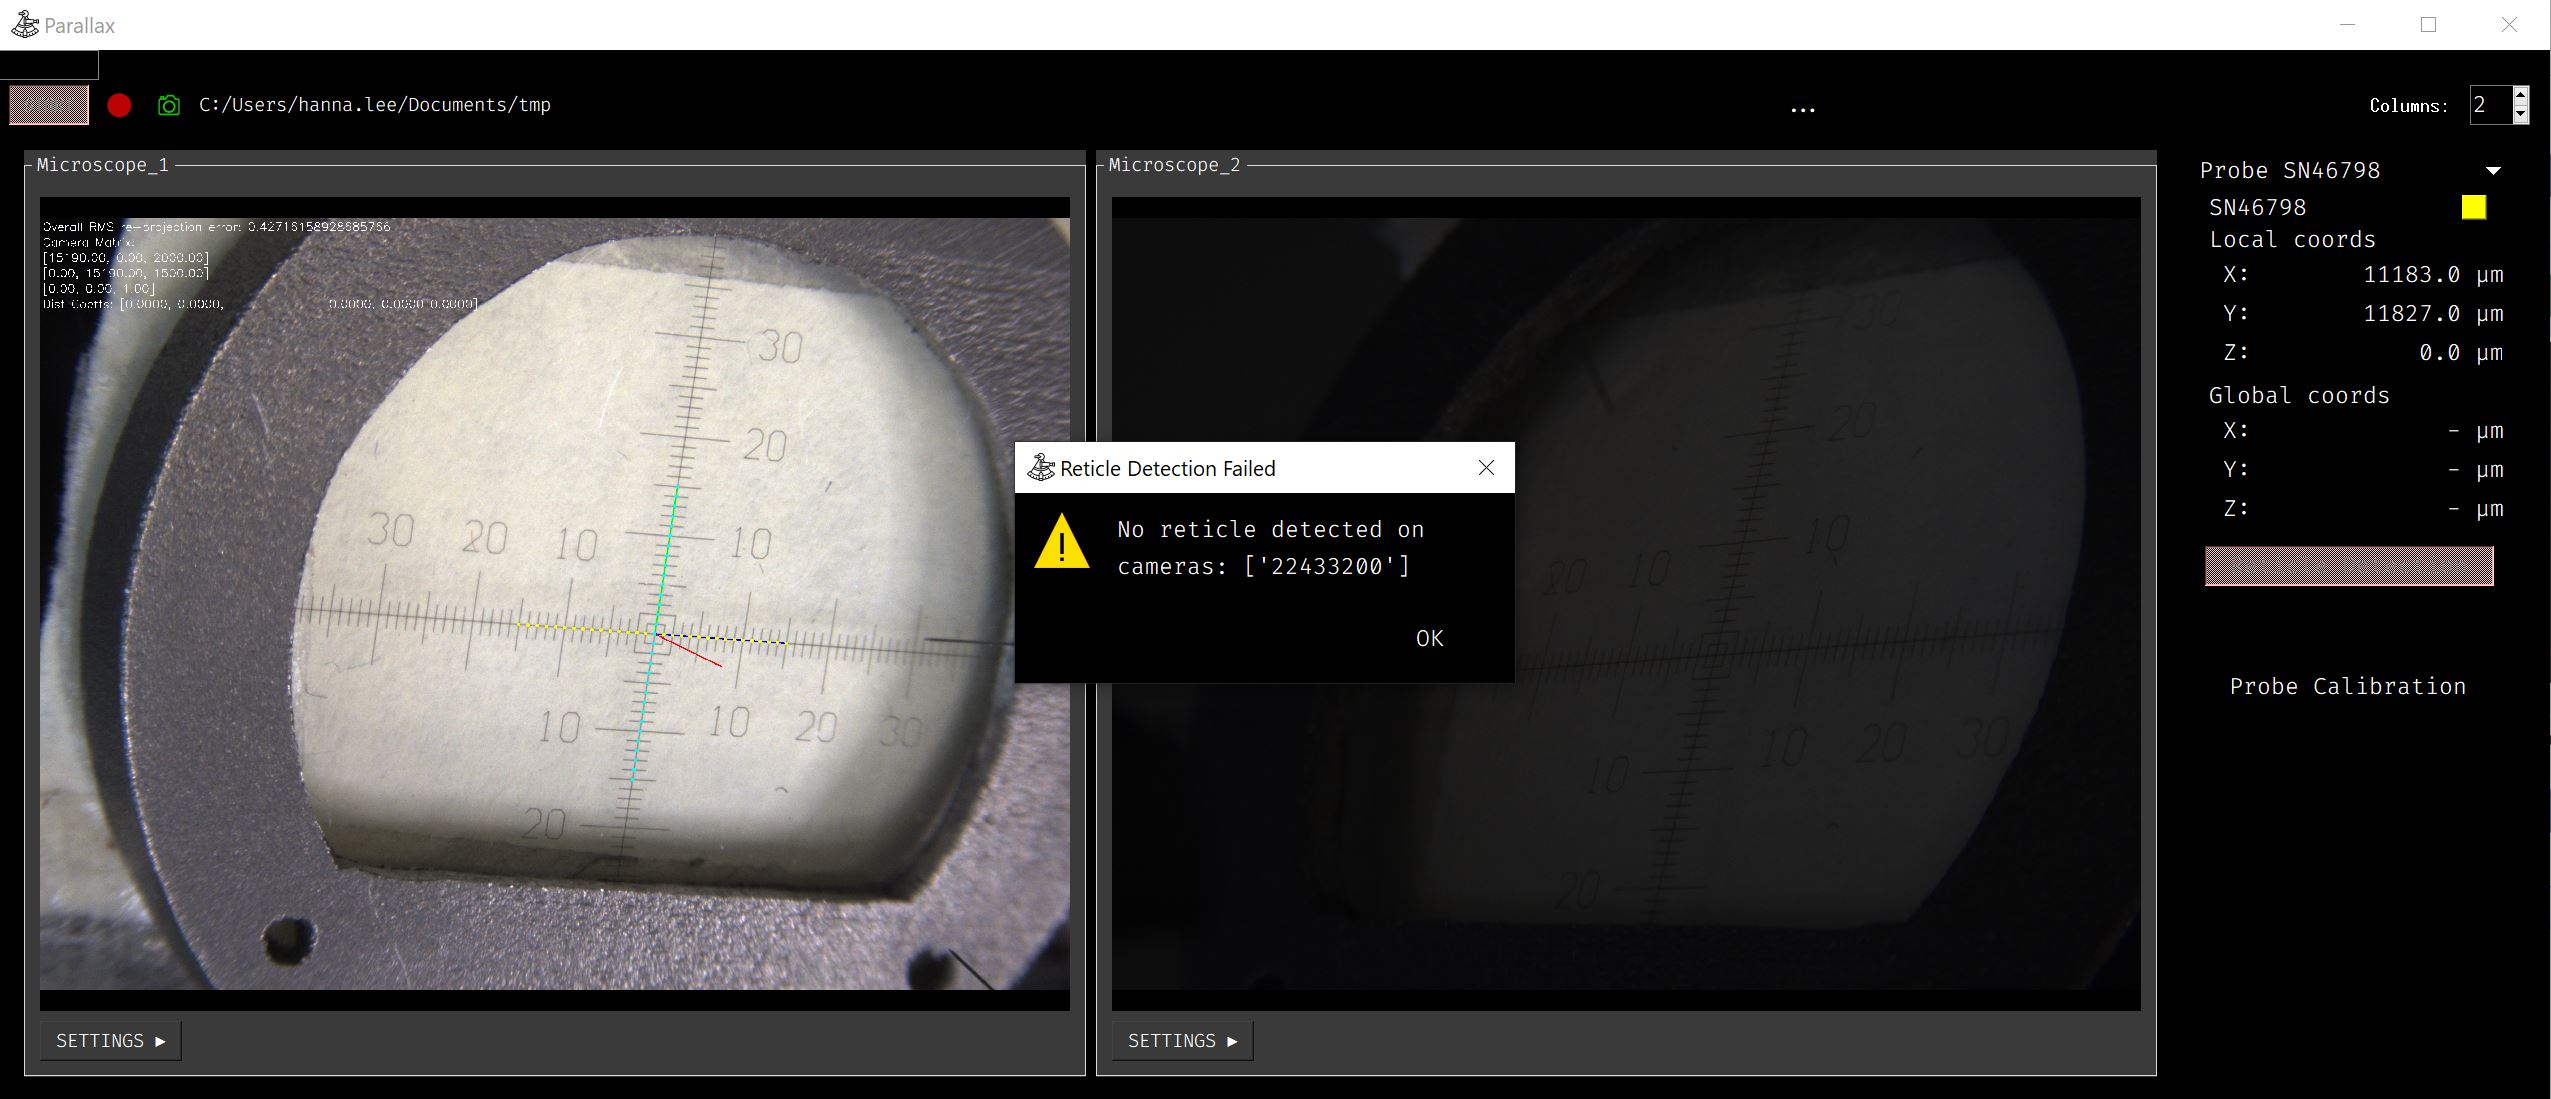 Parallax
C:/Users/hanna.lee/Documents/tmp
...
Columns: 2
Microscope_1
Overall RMS re-projection error: 0.42716158928685766
Camera Matrix:
[15190.00, 0.00, 2000.00]
[0.00, 15190.00, 1500.00]
[0.00, 0.00, 1.00]
Dist Coeffs: [0.0000, 0.0000, 0.0000, 0.0000 0.0000]
30
20
30 20 10 10
10 10 20 30
20
SETTINGS ▶
Microscope_2
30
20
20 10 10
10 10 20 30
20
SETTINGS ▶
Reticle Detection Failed
No reticle detected on
cameras: ['22433200']
OK
Probe SN46798
SN46798
Local coords
X: 11183.0 µm
Y: 11827.0 µm
Z: 0.0 µm
Global coords
X: - µm
Y: - µm
Z: - µm
Probe Calibration